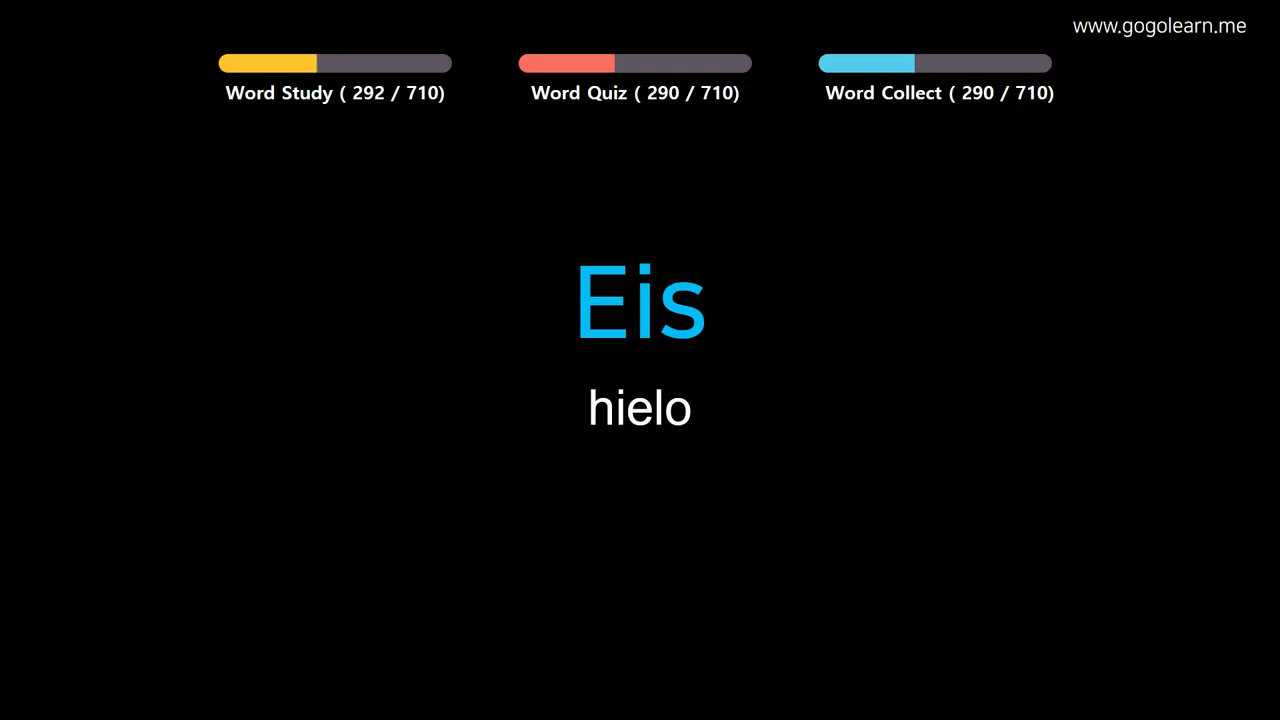 www.gogolearn.me
Word Study ( 292 / 710)
Word Quiz ( 290 / 710)
Word Collect ( 290 / 710)
Eis
hielo